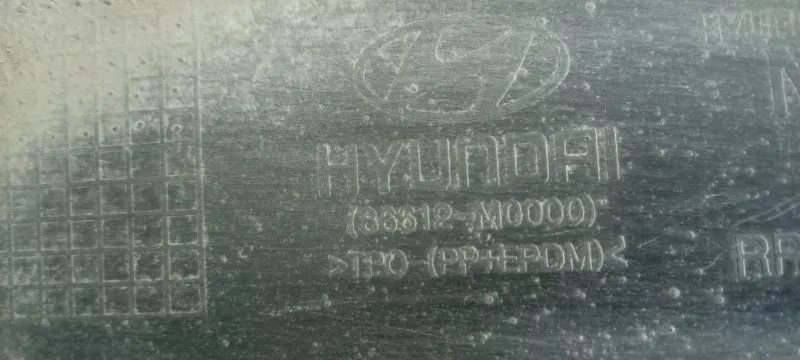 HYUNDAI
(86612-M0000)
>TPO-(PP+EPDM)<